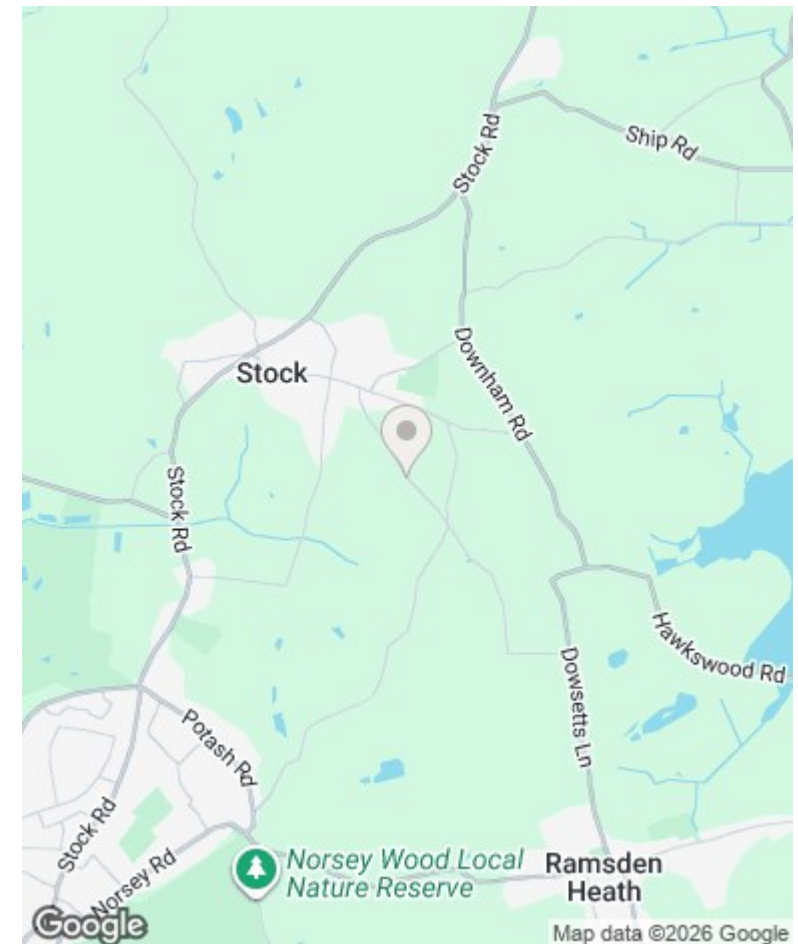 Ship Rd
Stock Rd
Downham Rd
Stock
Stock Rd
Hawkswood Rd
Dowsetts Ln
Potash Rd
Stock Rd
Norsey Rd
Norsey Wood Local
Nature Reserve
Ramsden
Heath
Google
Map data ©2026 Google